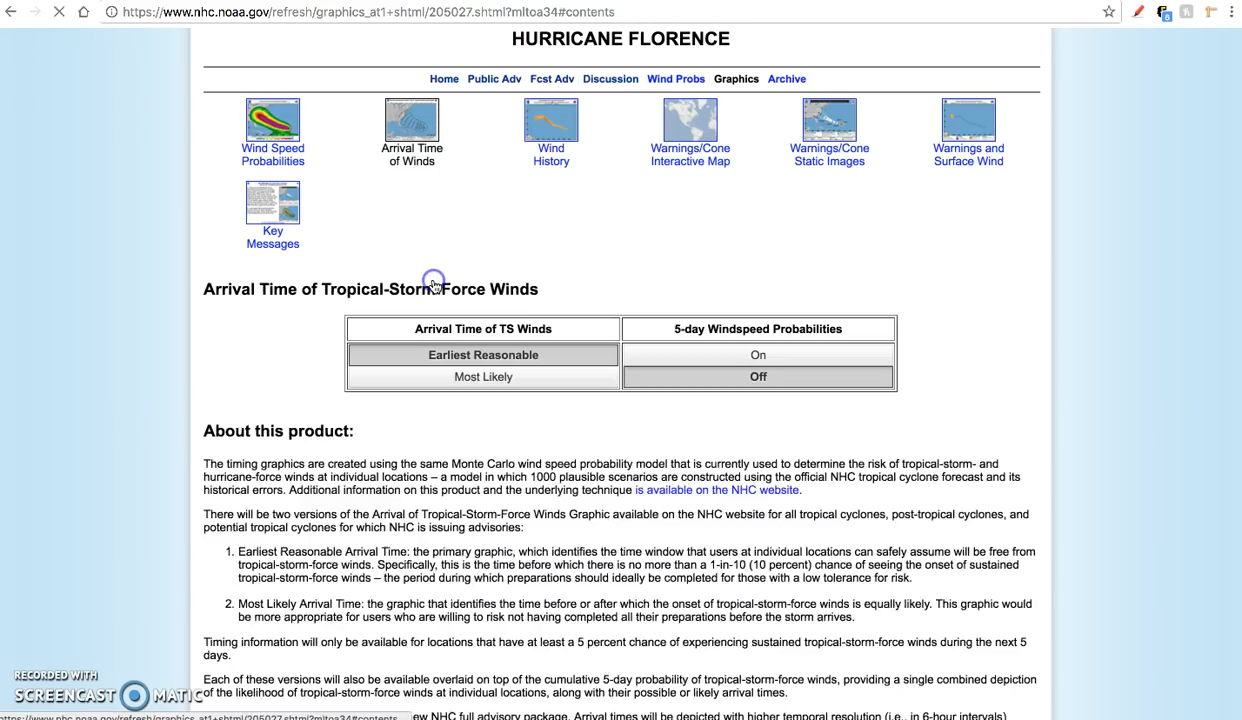 https://www.nhc.noaa.gov/refresh/graphics_at1+shtml/205027.shtml?mltoa34#contents
HURRICANE FLORENCE
Home Public Adv Fcst Adv Discussion Wind Probs Graphics Archive
Wind Speed Probabilities
Arrival Time of Winds
Wind History
Warnings/Cone Interactive Map
Warnings/Cone Static Images
Warnings and Surface Wind
Key Messages
Arrival Time of Tropical-Storm-Force Winds
Arrival Time of TS Winds 5-day Windspeed Probabilities
Earliest Reasonable On
Most Likely Off
About this product:
The timing graphics are created using the same Monte Carlo wind speed probability model that is currently used to determine the risk of tropical-storm- and
hurricane-force winds at individual locations – a model in which 1000 plausible scenarios are constructed using the official NHC tropical cyclone forecast and its
historical errors. Additional information on this product and the underlying technique is available on the NHC website.
There will be two versions of the Arrival of Tropical-Storm-Force Winds Graphic available on the NHC website for all tropical cyclones, post-tropical cyclones, and
potential tropical cyclones for which NHC is issuing advisories:
1. Earliest Reasonable Arrival Time: the primary graphic, which identifies the time window that users at individual locations can safely assume will be free from
tropical-storm-force winds. Specifically, this is the time before which there is no more than a 1-in-10 (10 percent) chance of seeing the onset of sustained
tropical-storm-force winds – the period during which preparations should ideally be completed for those with a low tolerance for risk.
2. Most Likely Arrival Time: the graphic that identifies the time before or after which the onset of tropical-storm-force winds is equally likely. This graphic would
be more appropriate for users who are willing to risk not having completed all their preparations before the storm arrives.
Timing information will only be available for locations that have at least a 5 percent chance of experiencing sustained tropical-storm-force winds during the next 5
days.
Each of these versions will also be available overlaid on top of the cumulative 5-day probability of tropical-storm-force winds, providing a single combined depiction
of the likelihood of tropical-storm-force winds at individual locations, along with their possible or likely arrival times.
RECORDED WITH
SCREENCAST MATIC
https://www.nhc.noaa.gov/refresh/graphics_at1+shtml/205027.shtml?mltoa34#contents
ew NHC full advisory package. Arrival times will be depicted with higher temporal resolution (i.e., in 6-hour intervals)